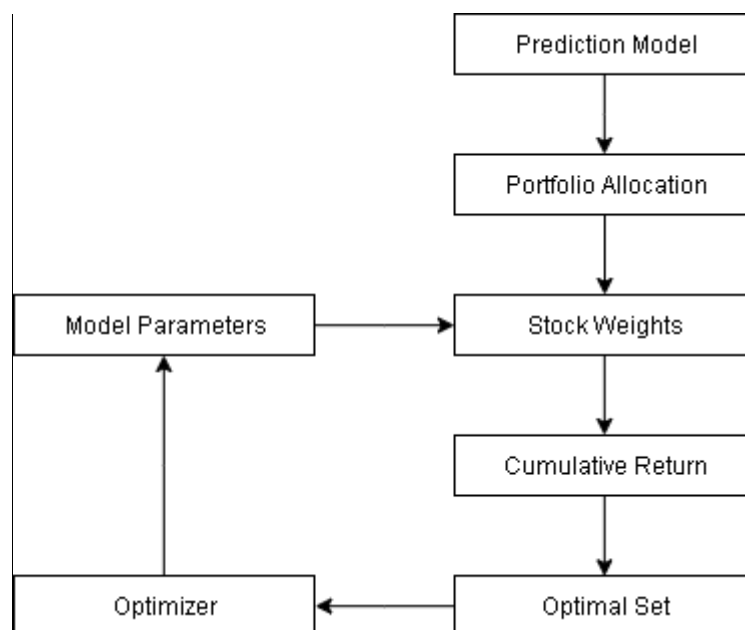 Prediction Model
Portfolio Allocation
Model Parameters
Stock Weights
Cumulative Return
Optimizer
Optimal Set